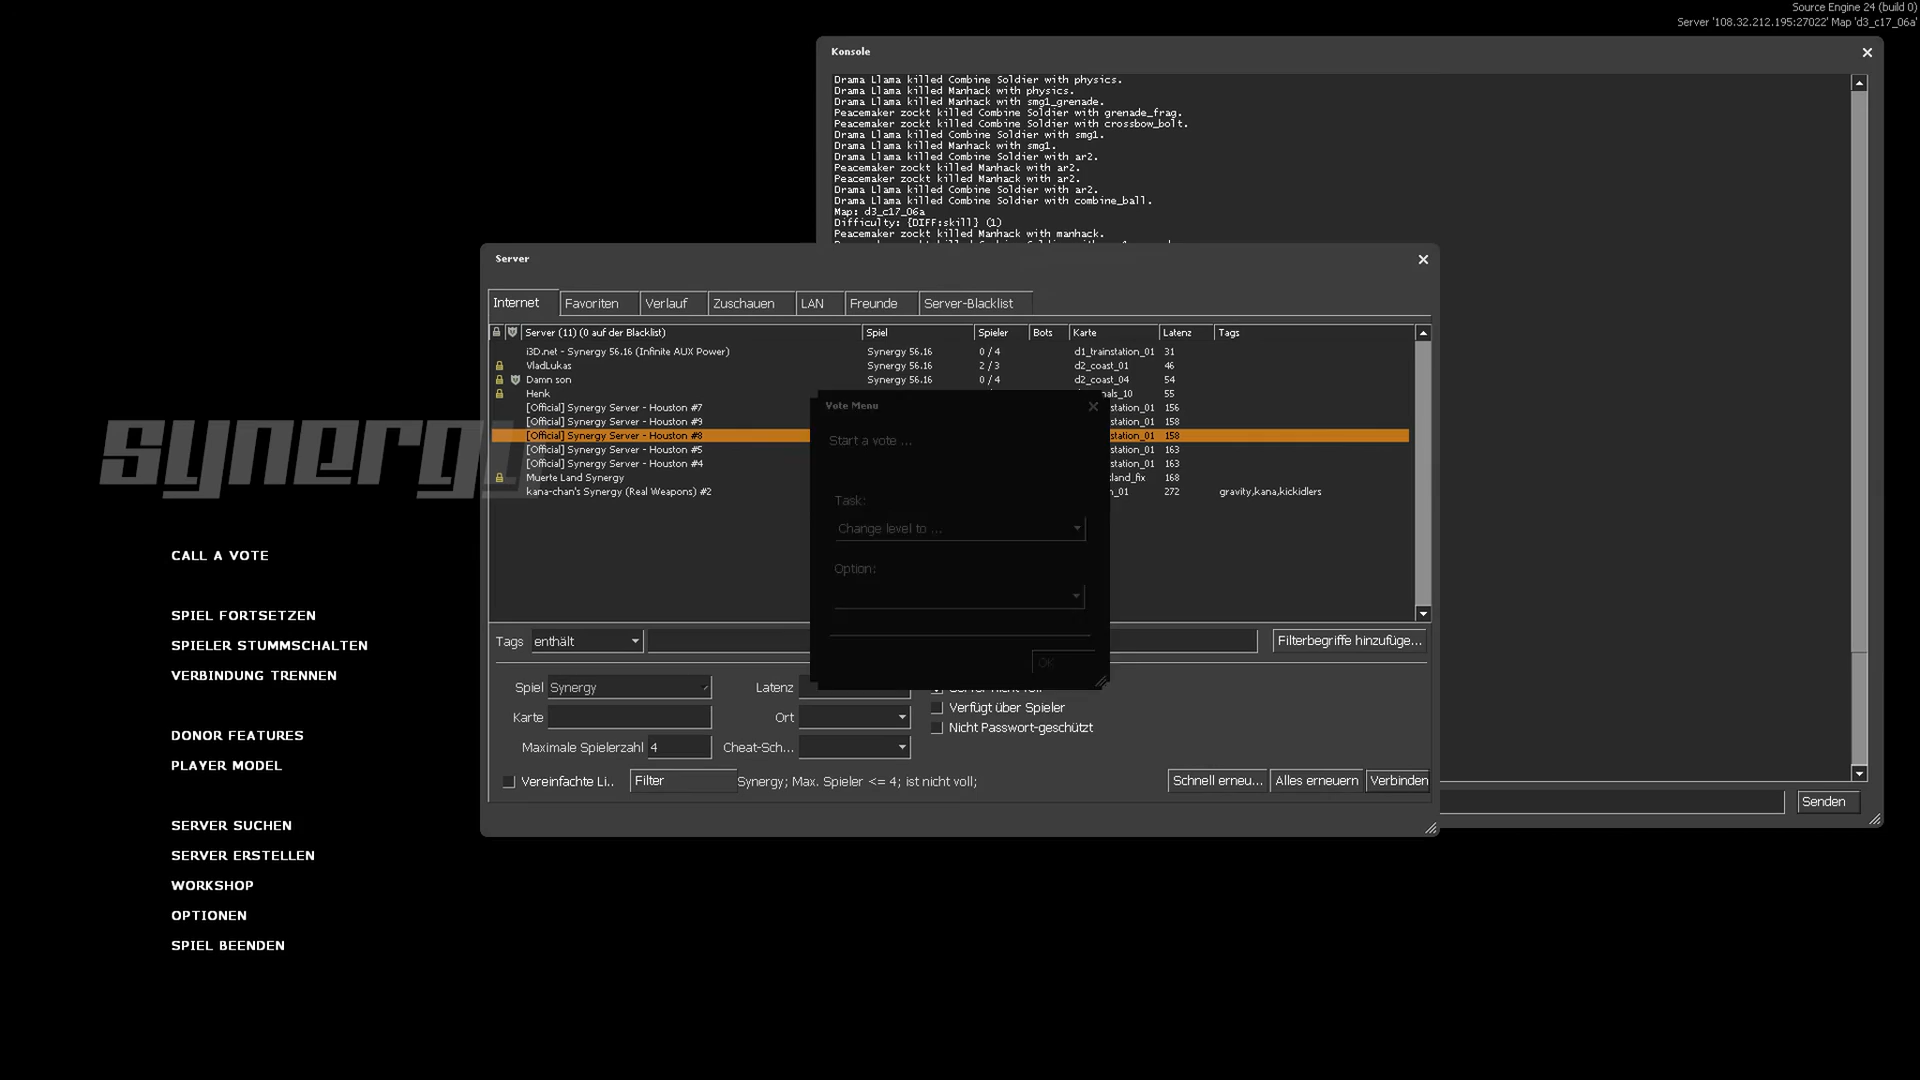 Source Engine 24 (build 0)
Server '108.32.212.195:27022' Map 'd3_c17_06a'
Konsole
Drama Llama killed Combine Soldier with physics.
Drama Llama killed Manhack with physics.
Drama Llama killed Manhack with smg1_grenade.
Peacemaker zockt killed Combine Soldier with grenade_frag.
Peacemaker zockt killed Combine Soldier with crossbow_bolt.
Drama Llama killed Combine Soldier with smg1.
Drama Llama killed Manhack with smg1.
Drama Llama killed Combine Soldier with ar2.
Peacemaker zockt killed Manhack with ar2.
Peacemaker zockt killed Manhack with ar2.
Drama Llama killed Combine Soldier with ar2.
Drama Llama killed Combine Soldier with combine_ball.
Map: d3_c17_06a
Difficulty: {DIFF:skill} (1)
Peacemaker zockt killed Manhack with manhack.
Senden
Server
Internet Favoriten Verlauf Zuschauen LAN Freunde Server-Blacklist
Server (11) (0 auf der Blacklist) Spiel Spieler Bots Karte Latenz Tags
i3D.net - Synergy 56.16 (Infinite AUX Power) Synergy 56.16 0 / 4 d1_trainstation_01 31
VladLukas Synergy 56.16 2 / 3 d2_coast_01 46
Damn son Synergy 56.16 0 / 4 d2_coast_04 54
Henk nals_10 55
[Official] Synergy Server - Houston #7 station_01 156
[Official] Synergy Server - Houston #9 station_01 158
[Official] Synergy Server - Houston #8 station_01 158
[Official] Synergy Server - Houston #5 station_01 163
[Official] Synergy Server - Houston #4 station_01 163
Muerte Land Synergy land_fix 168
kana-chan's Synergy (Real Weapons) #2 n_01 272 gravity,kana,kickidlers
Tags enthält Filterbegriffe hinzufüge...
Spiel Synergy Latenz Server nicht voll
Karte Ort Verfügt über Spieler
Nicht Passwort-geschützt
Maximale Spielerzahl 4 Cheat-Sch...
Vereinfachte Li.. Filter Synergy; Max. Spieler <= 4; ist nicht voll; Schnell erneu... Alles erneuern Verbinden
Vote Menu
Start a vote ...
Task:
Change level to ...
Option:
OK
synergy
CALL A VOTE
SPIEL FORTSETZEN
SPIELER STUMMSCHALTEN
VERBINDUNG TRENNEN
DONOR FEATURES
PLAYER MODEL
SERVER SUCHEN
SERVER ERSTELLEN
WORKSHOP
OPTIONEN
SPIEL BEENDEN